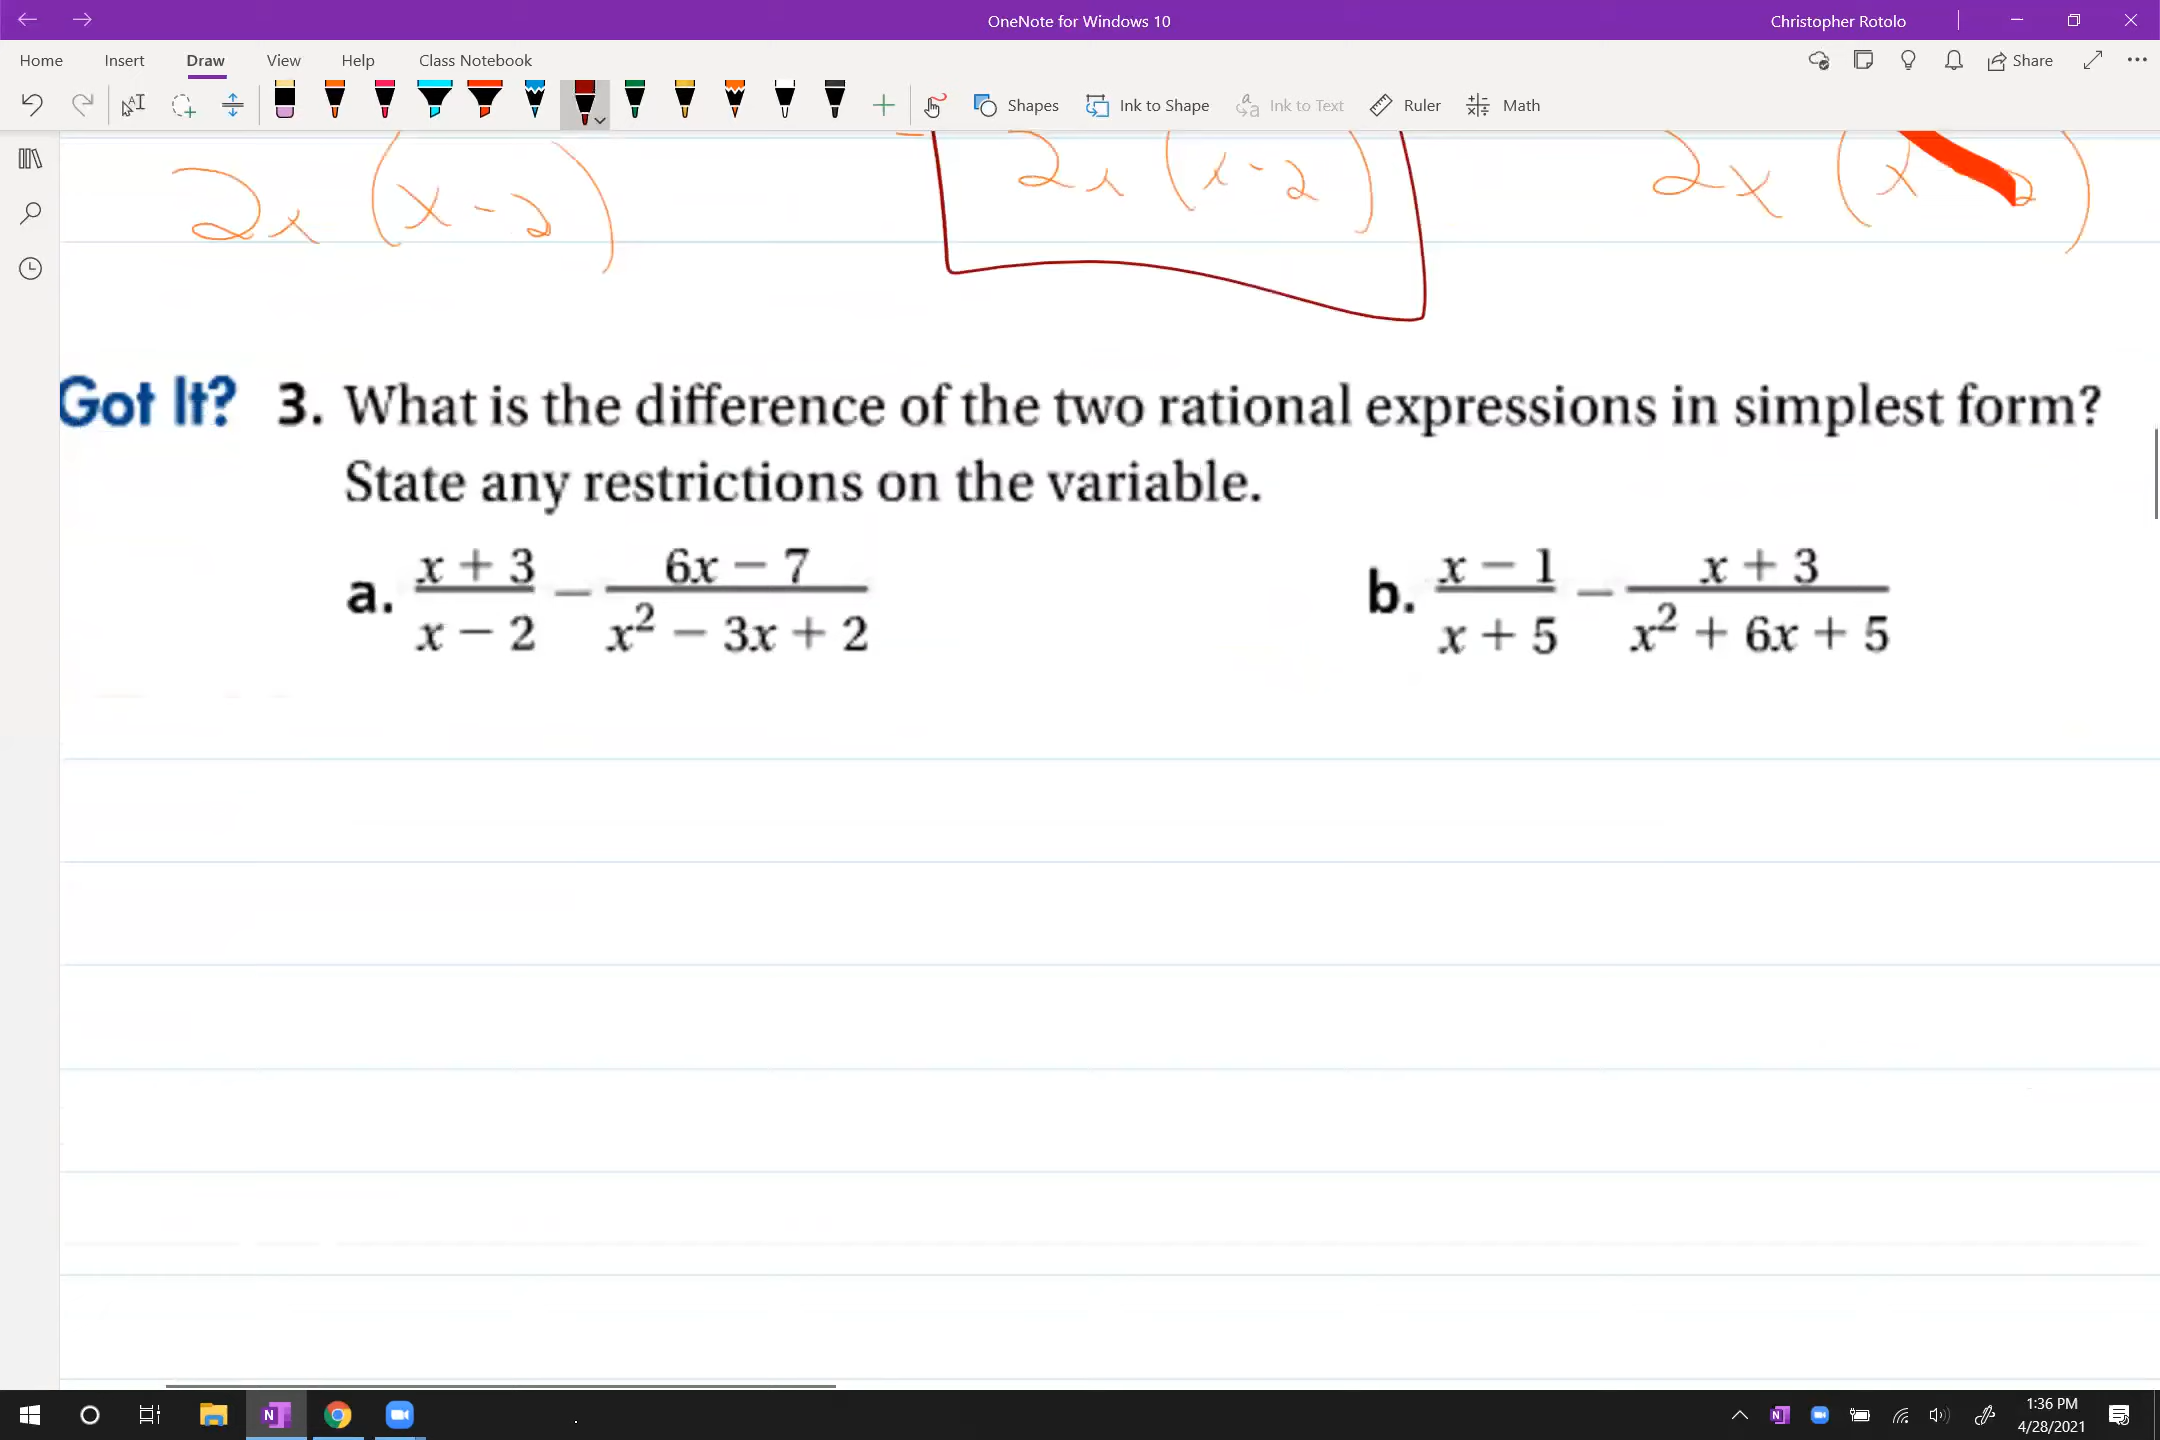 OneNote for Windows 10 Christopher Rotolo
Home Insert Draw View Help Class Notebook Share
Shapes Ink to Shape Ink to Text Ruler Math
2x (x-2) 2x (x-2) 2x (x
Got It? 3. What is the difference of the two rational expressions in simplest form?
State any restrictions on the variable.
a. x + 3 / x − 2 − 6x − 7 / x² − 3x + 2 b. x − 1 / x + 5 − x + 3 / x² + 6x + 5
1:36 PM
4/28/2021